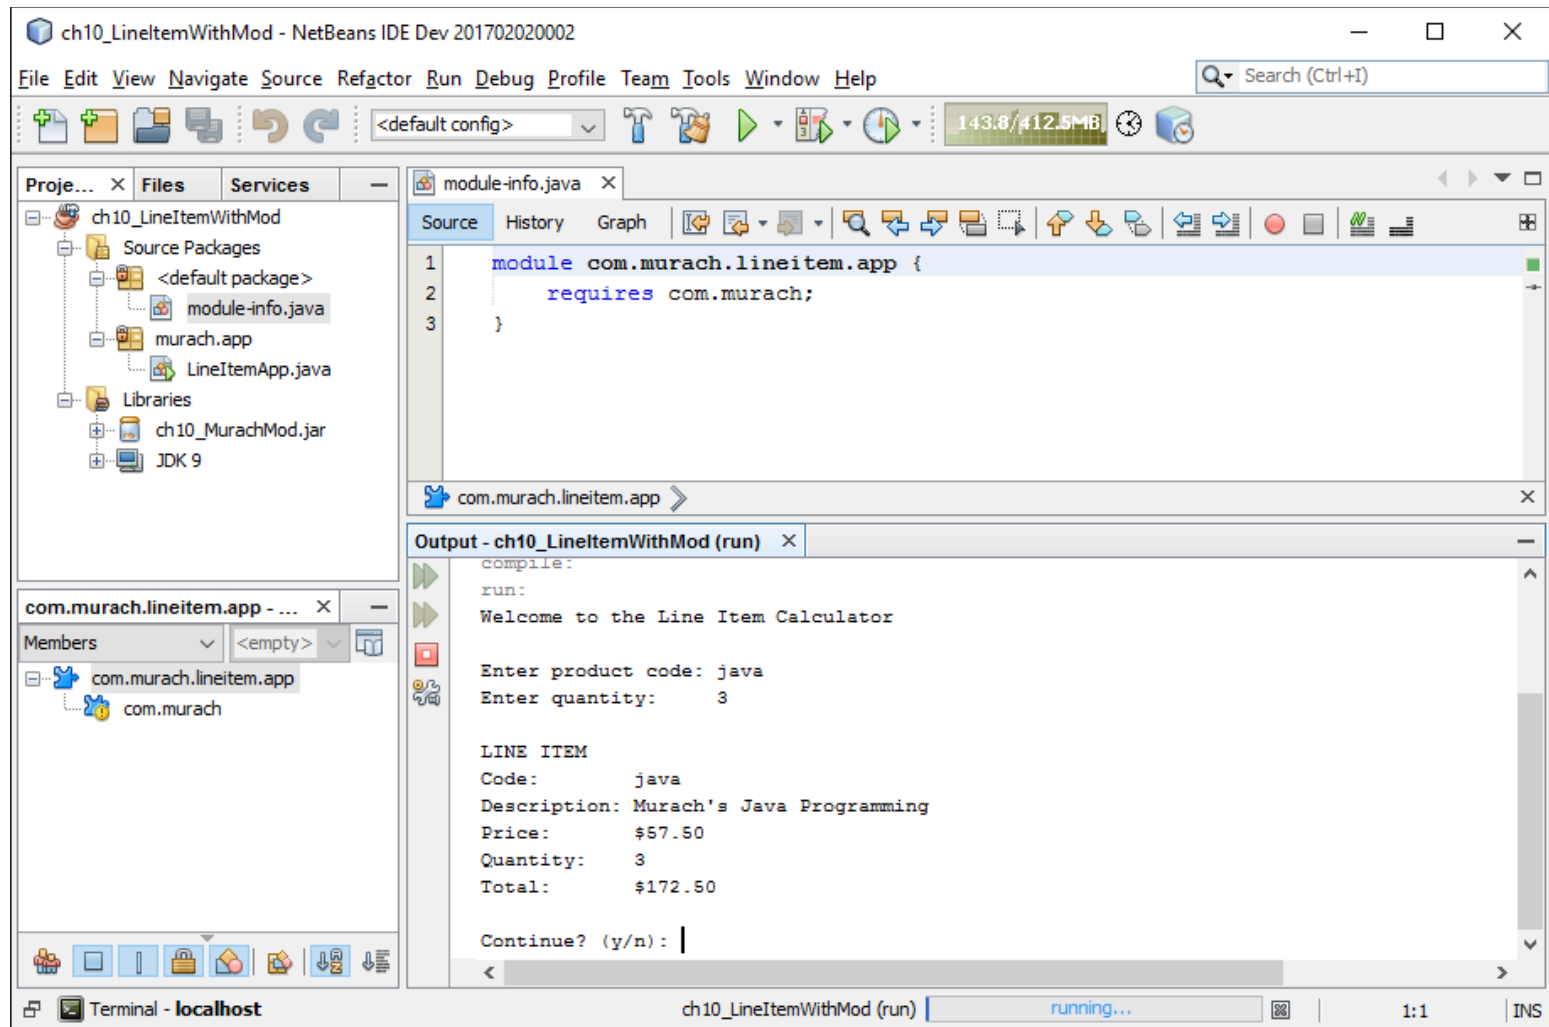 ch10_LineItemWithMod - NetBeans IDE Dev 201702020002
File Edit View Navigate Source Refactor Run Debug Profile Team Tools Window Help
Search (Ctrl+I)
<default config>
143.8/412.5MB
Proje... Files Services
ch10_LineItemWithMod
Source Packages
<default package>
module-info.java
murach.app
LineItemApp.java
Libraries
ch10_MurachMod.jar
JDK 9
module-info.java
Source History Graph
1 module com.murach.lineitem.app {
2 requires com.murach;
3 }
com.murach.lineitem.app
com.murach.lineitem.app - ...
Members <empty>
com.murach.lineitem.app
com.murach
Output - ch10_LineItemWithMod (run)
compile:
run:
Welcome to the Line Item Calculator
Enter product code: java
Enter quantity: 3
LINE ITEM
Code: java
Description: Murach's Java Programming
Price: $57.50
Quantity: 3
Total: $172.50
Continue? (y/n):
Terminal - localhost
ch10_LineItemWithMod (run) running... 1:1 INS